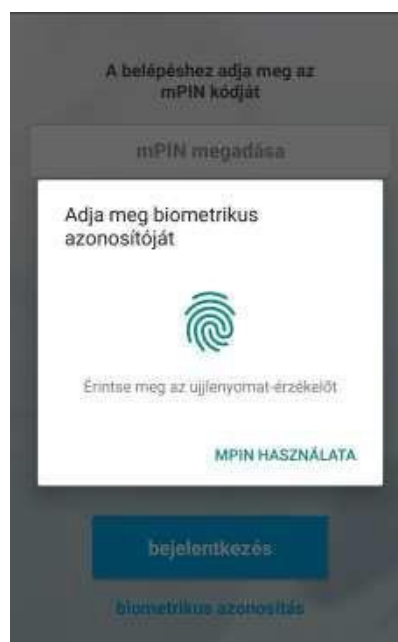 A belépéshez adja meg az
mPIN kódját
mPIN megadása
Adja meg biometrikus
azonosítóját
Érintse meg az ujjlenyomat-érzékelőt
MPIN HASZNÁLATA
bejelentkezés
biometrikus azonosítás